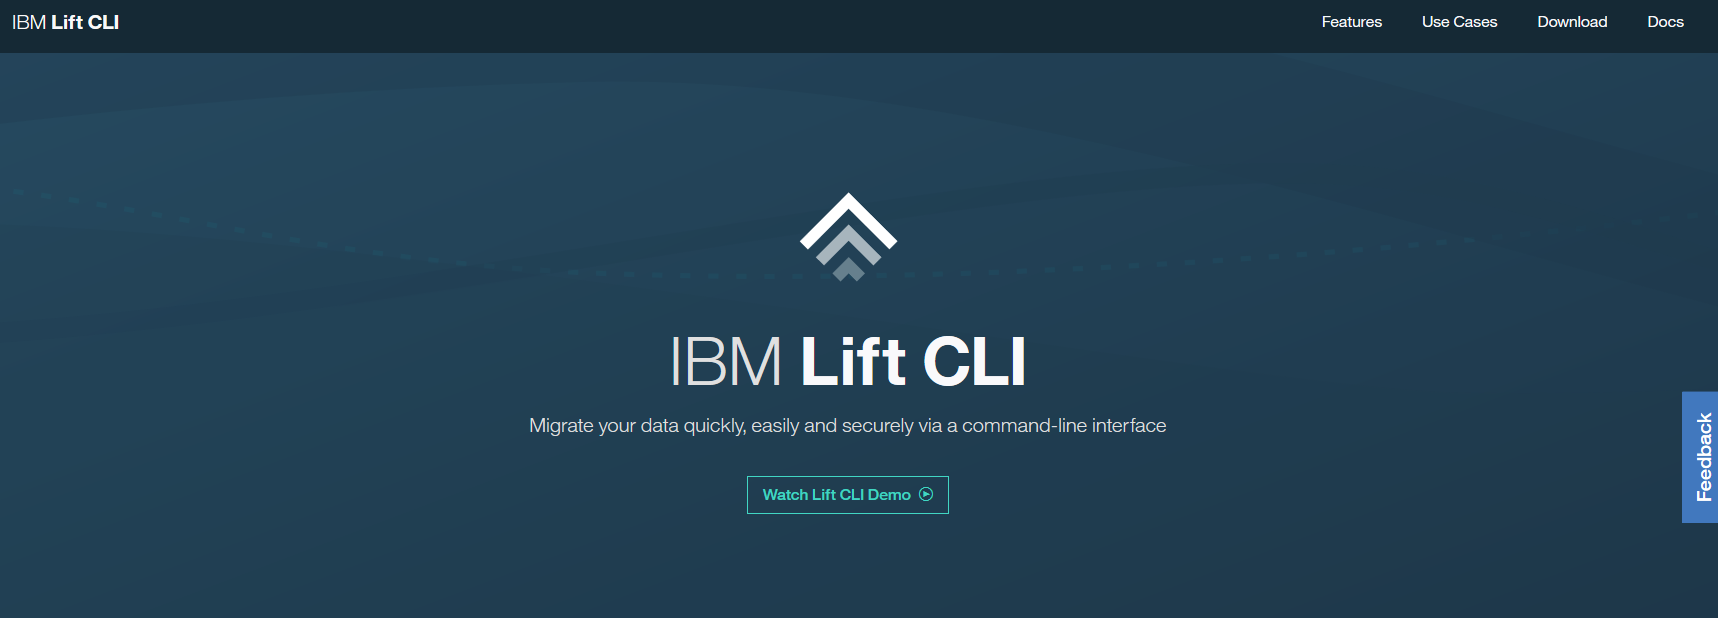 IBM Lift CLI
Features
Use Cases
Download
Docs
IBM Lift CLI
Migrate your data quickly, easily and securely via a command-line interface
Watch Lift CLI Demo
Feedback